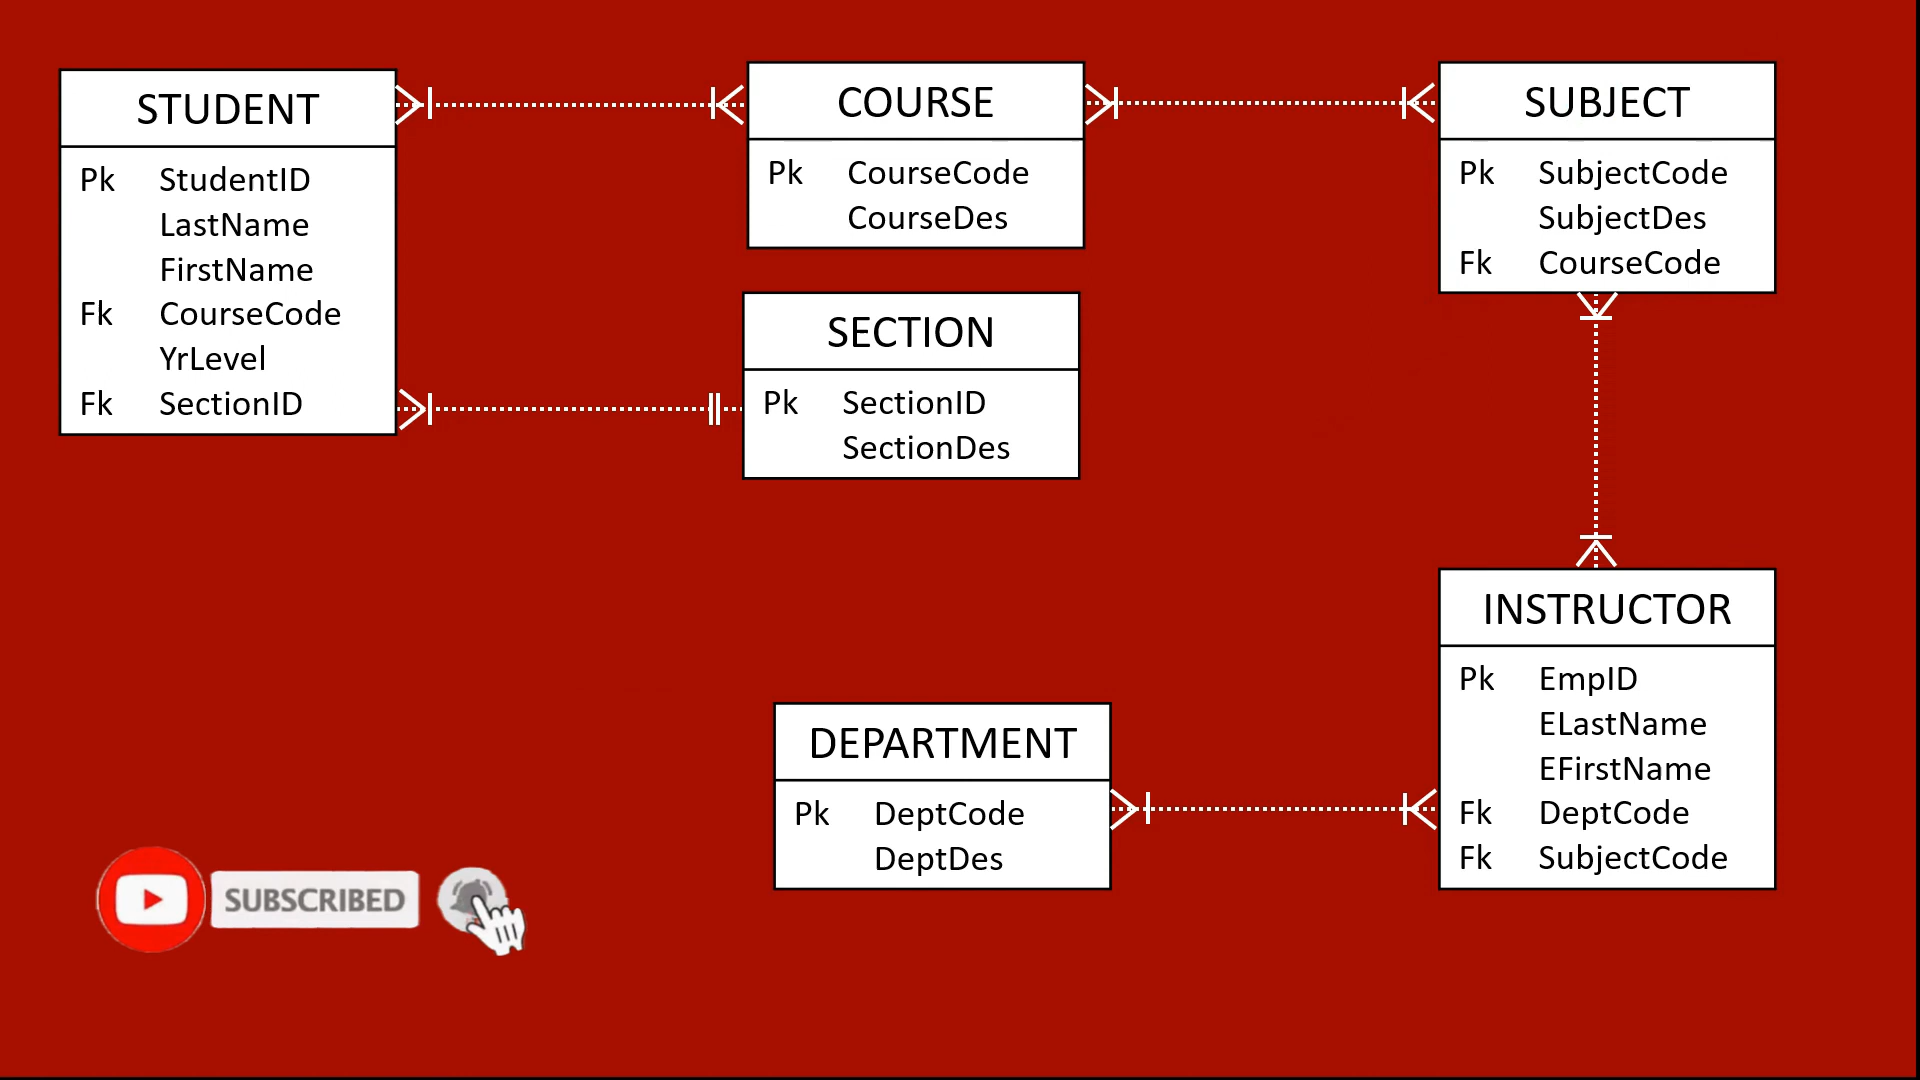 STUDENT
Pk StudentID
LastName
FirstName
Fk CourseCode
YrLevel
Fk SectionID
COURSE
Pk CourseCode
CourseDes
SUBJECT
Pk SubjectCode
SubjectDes
Fk CourseCode
SECTION
Pk SectionID
SectionDes
INSTRUCTOR
Pk EmpID
ELastName
EFirstName
Fk DeptCode
Fk SubjectCode
DEPARTMENT
Pk DeptCode
DeptDes
SUBSCRIBED